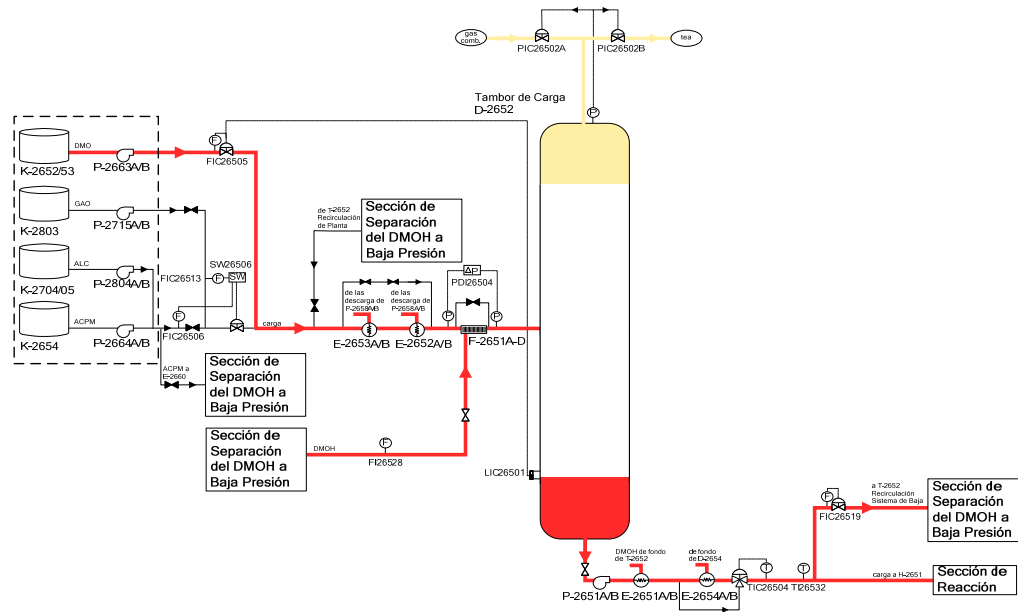 gas
comb.
tea
PIC26502A
PIC26502B
Tambor de Carga
D-2652
P
DMO
F
K-2652/53
P-2663A/B
FIC26505
GAO
K-2803
P-2715A/B
de T-2652
Recirculación
de Planta
Sección de
Separación
del DMOH a
Baja Presión
ALC
SW26506
FIC26513
F
SW
K-2704/05
P-2804A/B
ΔP
PDI26504
de las
descarga de
P-2658A/B
de las
descarga de
P-2658A/B
ACPM
F
P
P
K-2654
P-2664A/B
FIC26506
carga
E-2653A/B
E-2652A/B
F-2651A-D
ACPM a
E-2660
Sección de
Separación
del DMOH a
Baja Presión
Sección de
Separación
del DMOH a
Baja Presión
DMOH
F
FI26528
LIC26501
a T-2652
Recirculación
Sistema de Baja
F
FIC26519
Sección de
Separación
del DMOH a
Baja Presión
DMOH de fondo
de T-2652
de fondo
de D-2654
T
T
P-2651A/B
E-2651A/B
E-2654A/B
TIC26504
TI26532
carga a H-2651
Sección de
Reacción